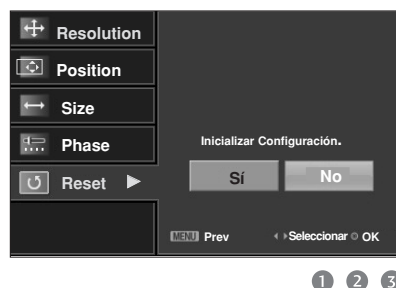 Resolution
Position
Size
Phase
Reset
Inicializar Configuración.
Sí No
MENU Prev Seleccionar OK
1 2 3